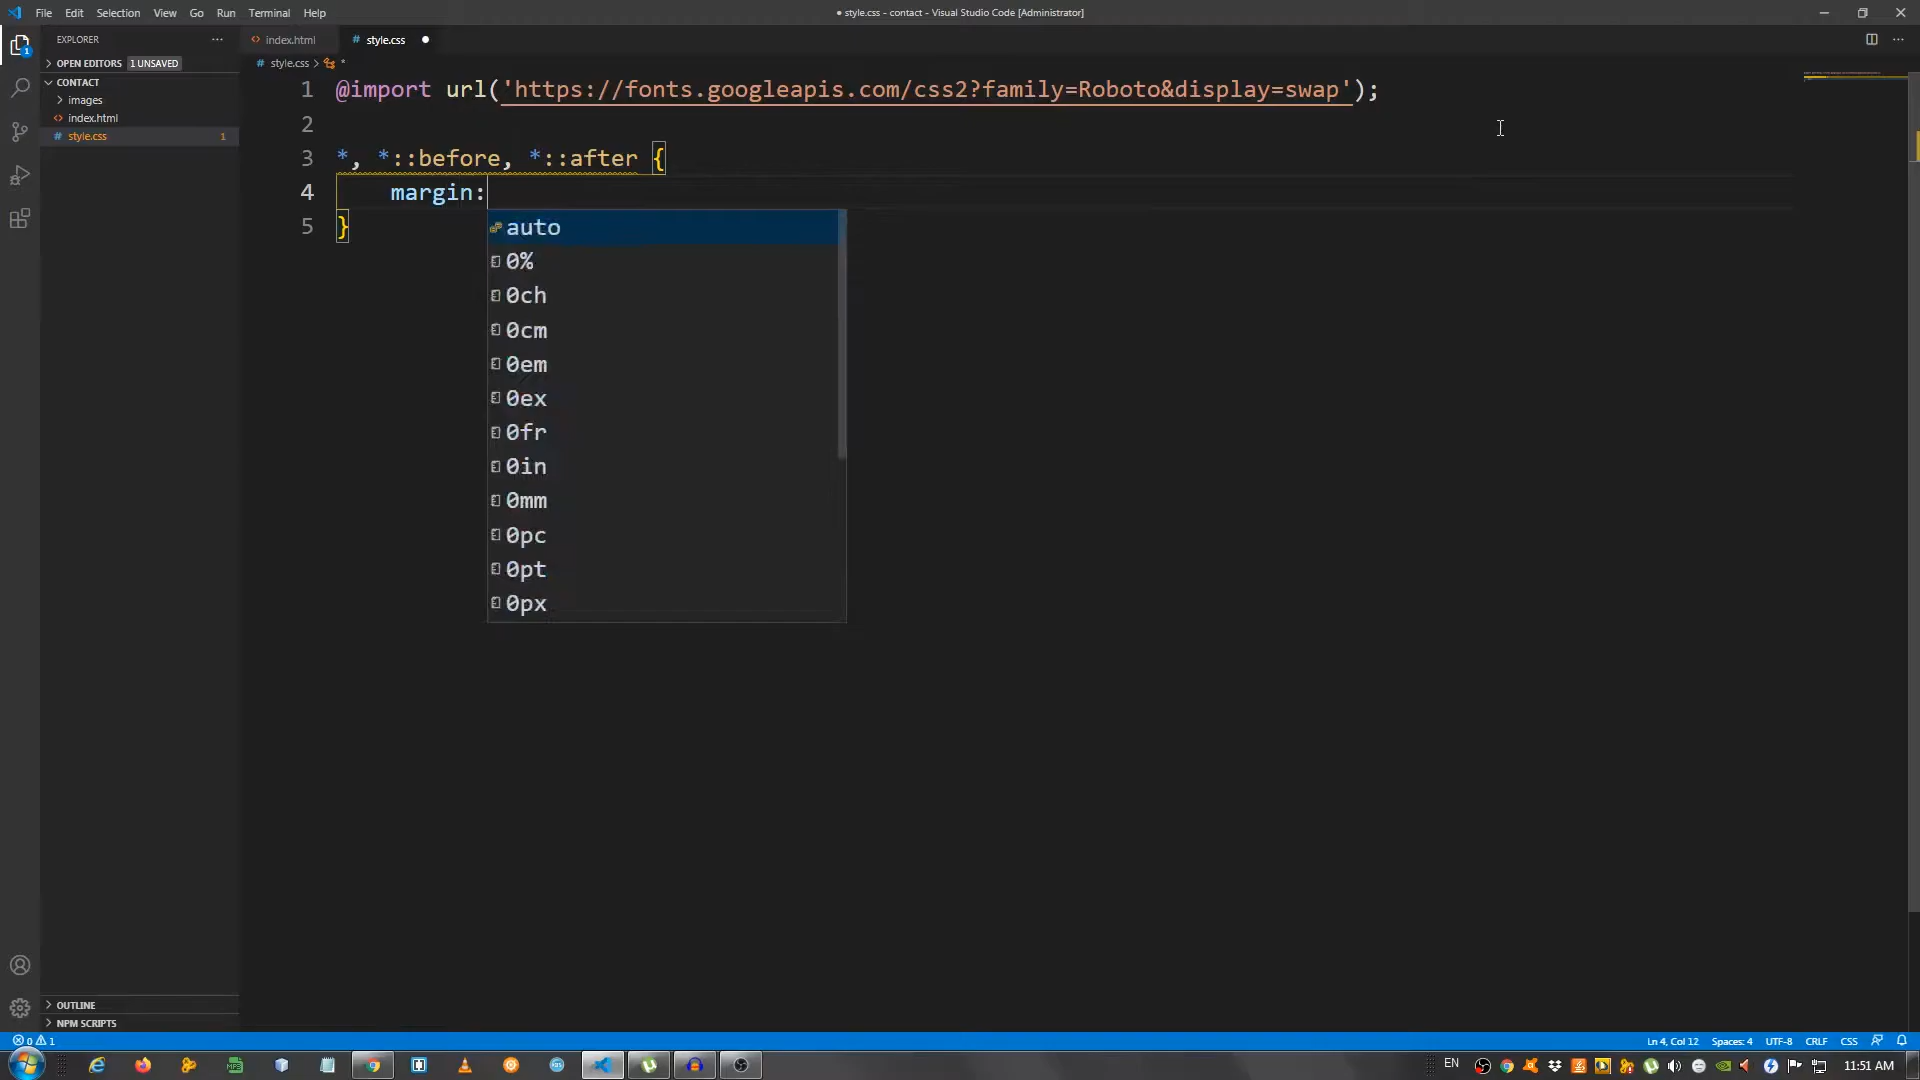 File Edit Selection View Go Run Terminal Help
● style.css - contact - Visual Studio Code [Administrator]
EXPLORER ···
index.html
# style.css ●
OPEN EDITORS 1 UNSAVED
# style.css > *
CONTACT
images
index.html
# style.css 1
1 @import url('https://fonts.googleapis.com/css2?family=Roboto&display=swap');
2
3 *, *::before, *::after {
4 margin:
5 }
auto
0%
0ch
0cm
0em
0ex
0fr
0in
0mm
0pc
0pt
0px
OUTLINE
NPM SCRIPTS
0 1
Ln 4, Col 12 Spaces: 4 UTF-8 CRLF CSS
EN
11:51 AM